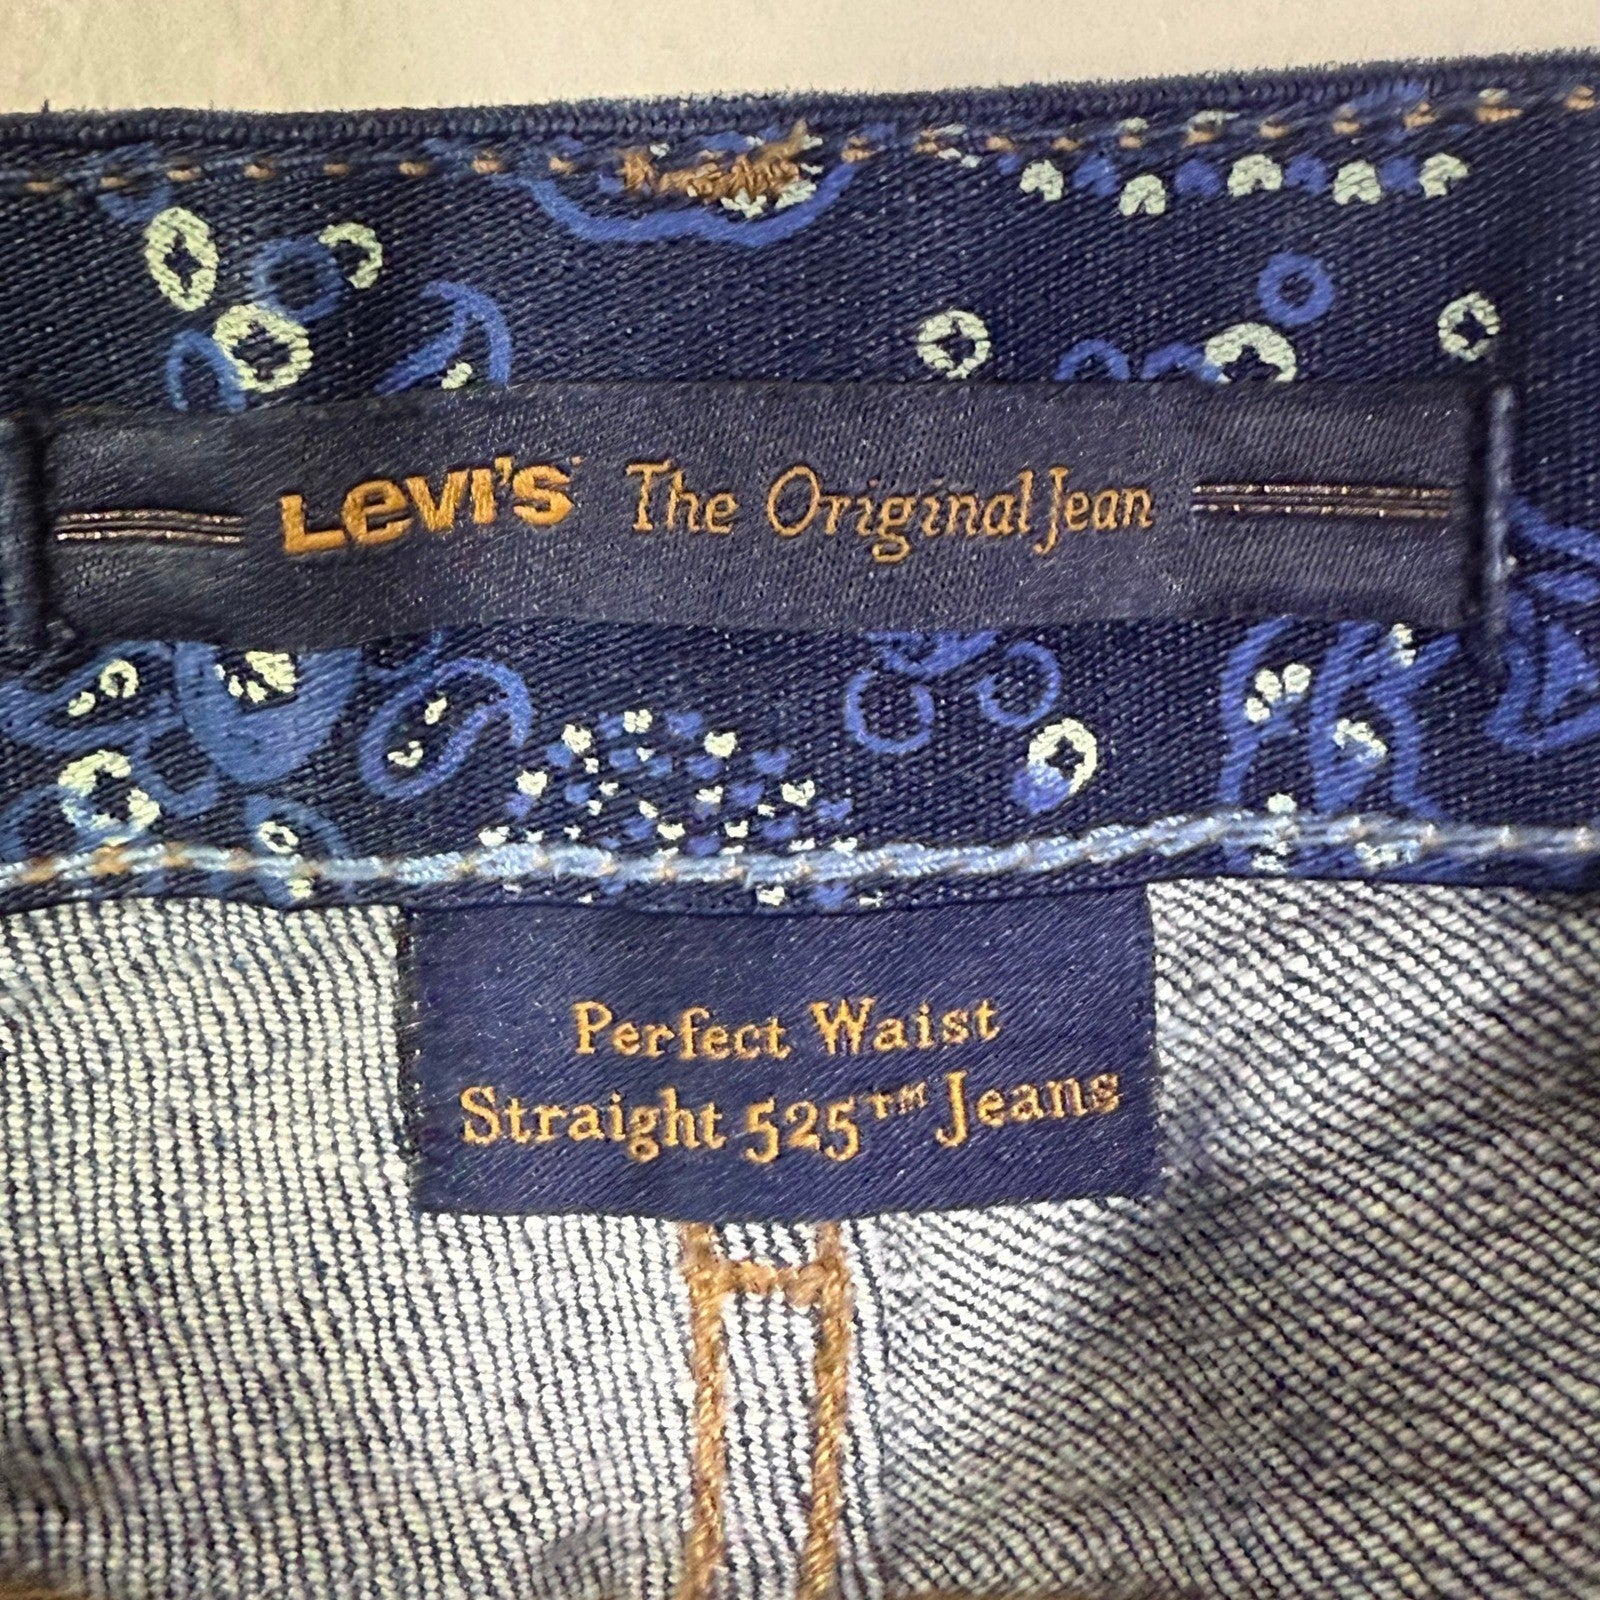 Levi's The Original Jean
Perfect Waist
Straight 525™ Jeans